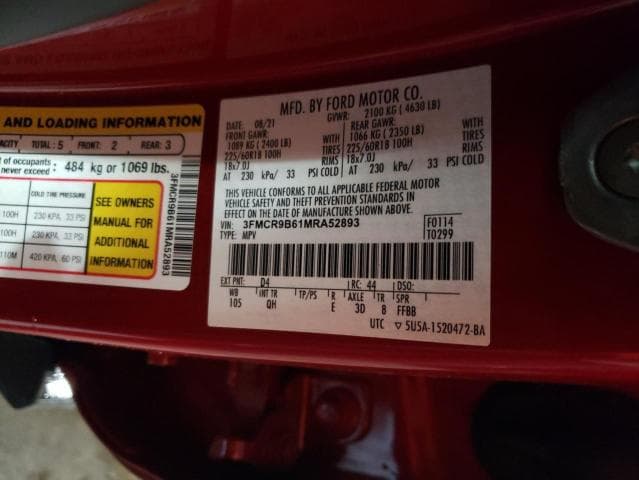 AND LOADING INFORMATION
ACITY TOTAL: 5 FRONT: 2 REAR: 3
t of occupants 484 kg or 1069 lbs.
never exceed
COLD TIRE PRESSURE
100H 230 KPA, 33 PSI
100H 230 KPA, 33 PSI
110M 420 KPA, 60 PSI
SEE OWNERS
MANUAL FOR
ADDITIONAL
INFORMATION
3FMCR9B61MRA52893
MFD. BY FORD MOTOR CO.
DATE: 08/21 GVWR: 2100 KG ( 4630 LB)
FRONT GAWR: REAR GAWR:
1089 KG ( 2400 LB) WITH 1066 KG ( 2350 LB) WITH
225/60R18 100H TIRES 225/60R18 100H TIRES
18x7.0J RIMS 18x7.0J RIMS
AT 230 kPa/ 33 PSI COLD AT 230 kPa/ 33 PSI COLD
THIS VEHICLE CONFORMS TO ALL APPLICABLE FEDERAL MOTOR
VEHICLE SAFETY AND THEFT PREVENTION STANDARDS IN EFFECT
ON THE DATE OF MANUFACTURE SHOWN ABOVE.
VIN: 3FMCR9B61MRA52893 F0114
TYPE: MPV T0299
EXT PNT: D4 RC: 44 DSO:
WB INT TR TP/PS R AXLE TR SPR
105 QH E 3D 8 FFBB
UTC ▽ 5U5A-1520472-BA